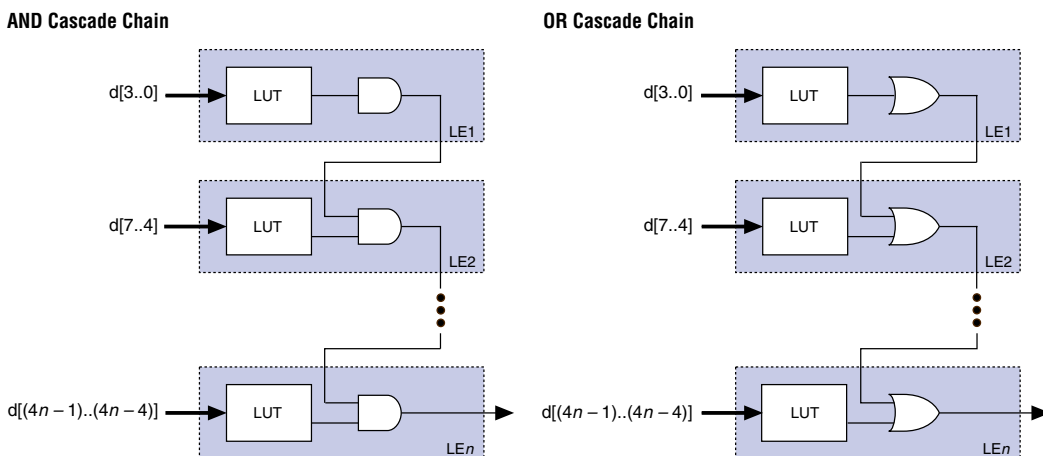 AND Cascade Chain
d[3..0]
LUT
LE1
d[7..4]
LUT
LE2
d[(4n – 1)..(4n – 4)]
LUT
LEn
OR Cascade Chain
d[3..0]
LUT
LE1
d[7..4]
LUT
LE2
d[(4n – 1)..(4n – 4)]
LUT
LEn